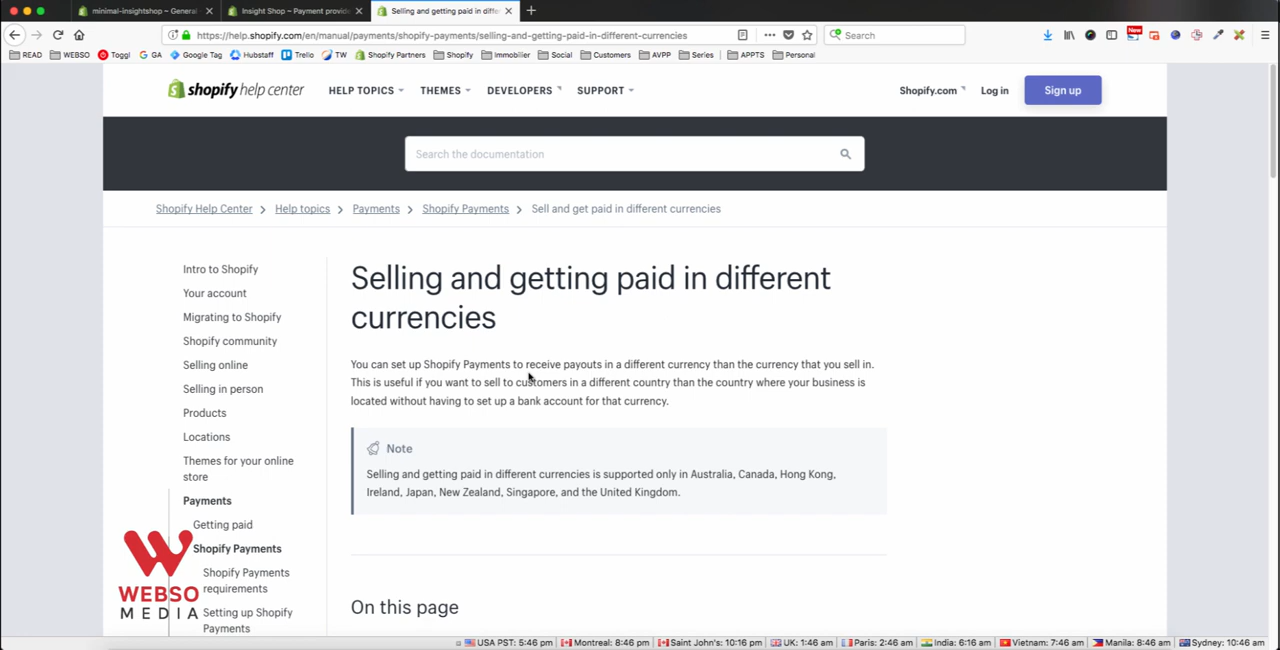 minimal-insightshop ~ General
Insight Shop ~ Payment provid
Selling and getting paid in diffe
https://help.shopify.com/en/manual/payments/shopify-payments/selling-and-getting-paid-in-different-currencies
Search
New
READ WEBSO Toggl GA Google Tag Hubstaff Trello TW Shopify Partners Shopify Immobilier Social Customers AVPP Series APPTS Personal
shopify help center
HELP TOPICS THEMES DEVELOPERS SUPPORT
Shopify.com Log in Sign up
Search the documentation
Shopify Help Center > Help topics > Payments > Shopify Payments > Sell and get paid in different currencies
Intro to Shopify
Your account
Migrating to Shopify
Shopify community
Selling online
Selling in person
Products
Locations
Themes for your online
store
Payments
Getting paid
Shopify Payments
Shopify Payments
requirements
Setting up Shopify
Payments
Selling and getting paid in different
currencies
You can set up Shopify Payments to receive payouts in a different currency than the currency that you sell in.
This is useful if you want to sell to customers in a different country than the country where your business is
located without having to set up a bank account for that currency.
Note
Selling and getting paid in different currencies is supported only in Australia, Canada, Hong Kong,
Ireland, Japan, New Zealand, Singapore, and the United Kingdom.
On this page
WEBSO
MEDIA
USA PST: 5:46 pm | Montreal: 8:46 pm | Saint John's: 10:16 pm | UK: 1:46 am | Paris: 2:46 am | India: 6:16 am | Vietnam: 7:46 am | Manila: 8:46 am | Sydney: 10:46 am